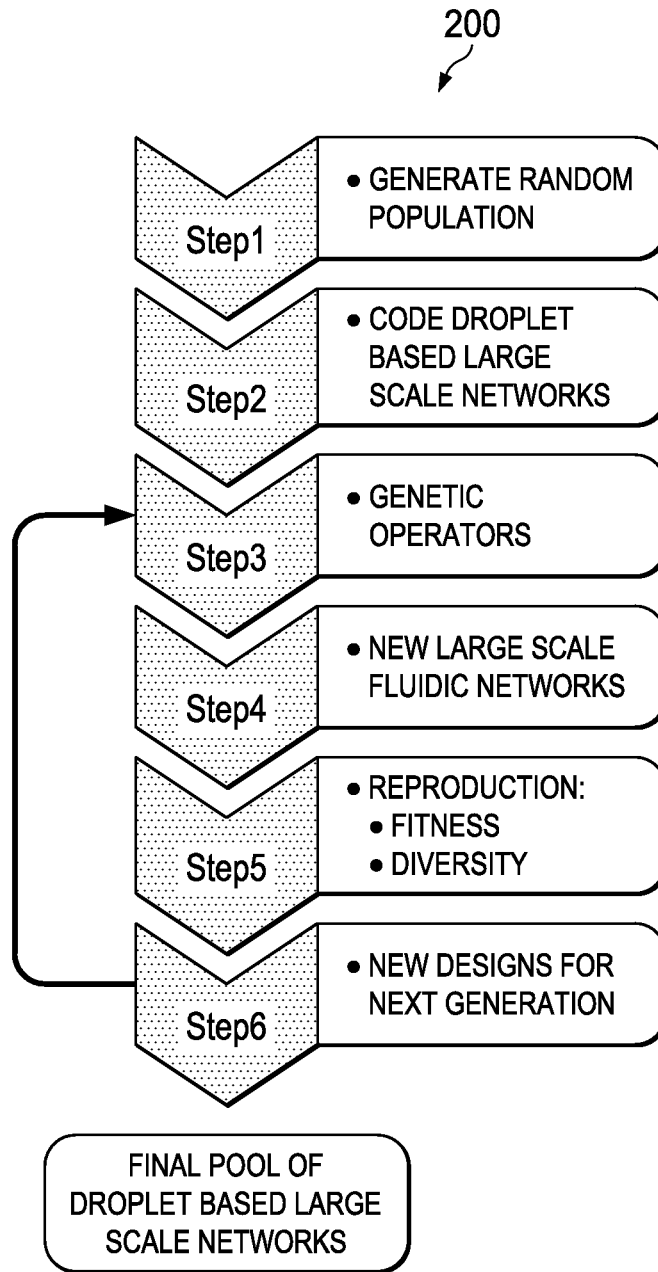 200
Step1
• GENERATE RANDOM
POPULATION
Step2
• CODE DROPLET
BASED LARGE
SCALE NETWORKS
Step3
• GENETIC
OPERATORS
Step4
• NEW LARGE SCALE
FLUIDIC NETWORKS
Step5
• REPRODUCTION:
• FITNESS
• DIVERSITY
Step6
• NEW DESIGNS FOR
NEXT GENERATION
FINAL POOL OF
DROPLET BASED LARGE
SCALE NETWORKS